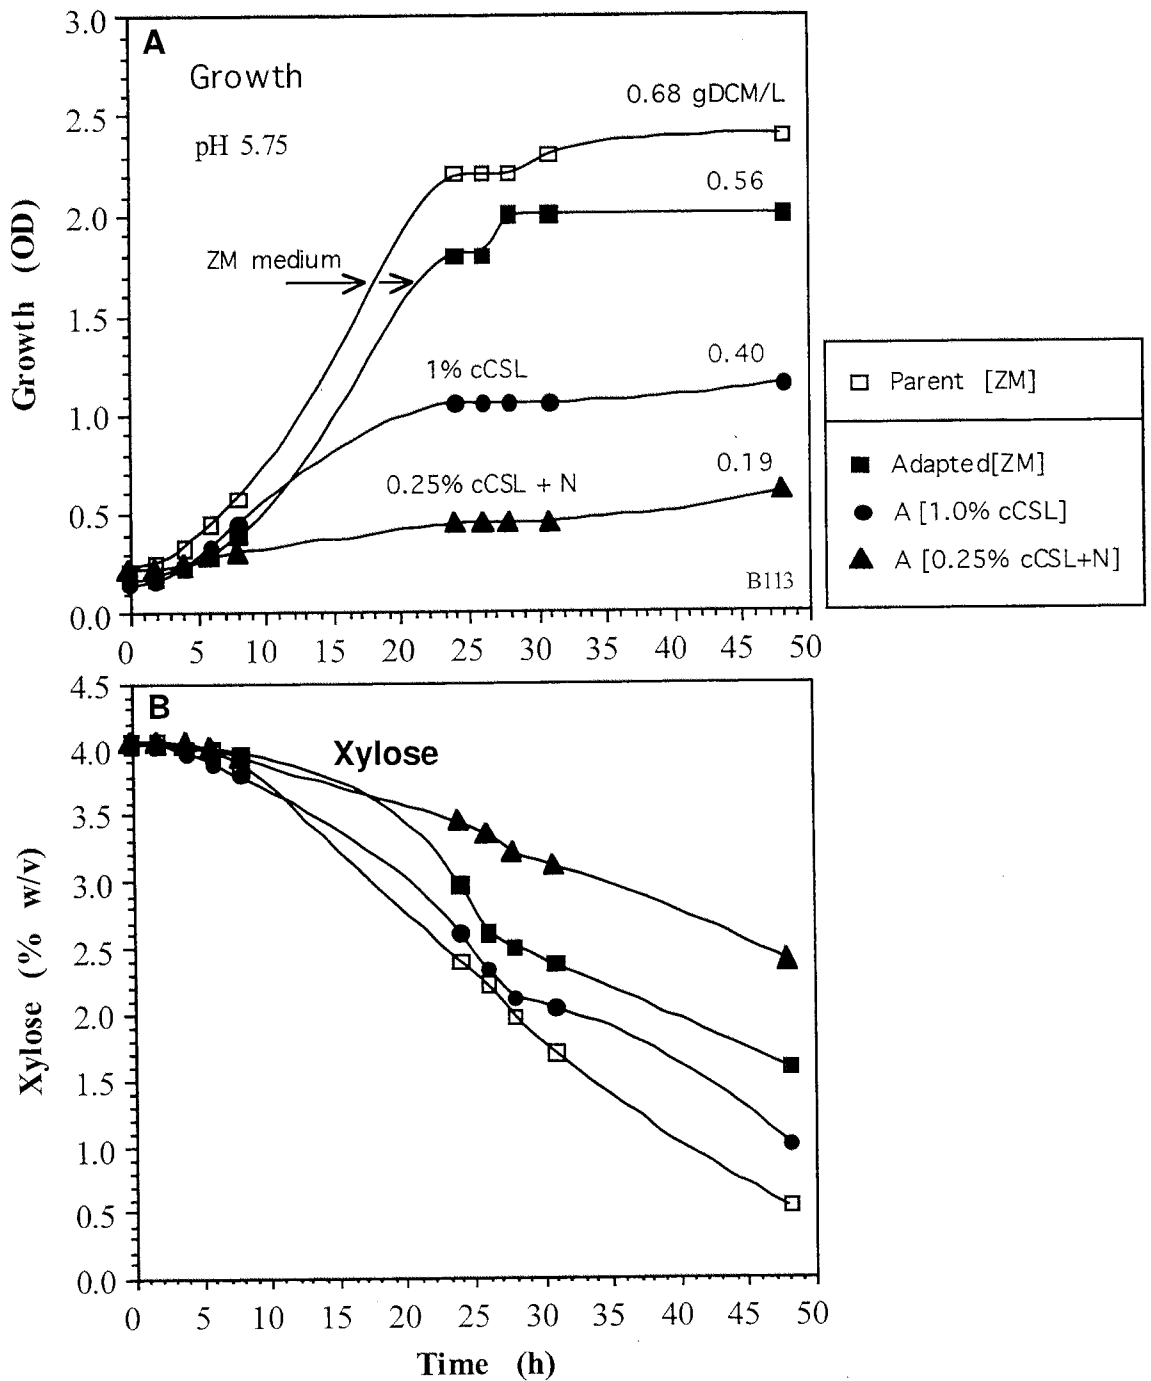 3.0
A
Growth
0.68 gDCM/L
2.5
pH 5.75
0.56
2.0
ZM medium
Growth (OD)
1.5
0.40
1% cCSL
Parent [ZM]
1.0
0.19
Adapted[ZM]
0.25% cCSL + N
0.5
A [1.0% cCSL]
A [0.25% cCSL+N]
B113
0.0
0 5 10 15 20 25 30 35 40 45 50
4.5
B
4.0
Xylose
3.5
3.0
2.5
Xylose (% w/v)
2.0
1.5
1.0
0.5
0.0
0 5 10 15 20 25 30 35 40 45 50
Time (h)